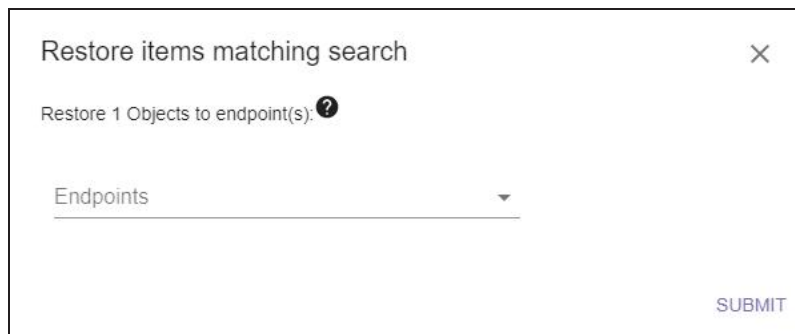 Restore items matching search
Restore 1 Objects to endpoint(s):
Endpoints
SUBMIT